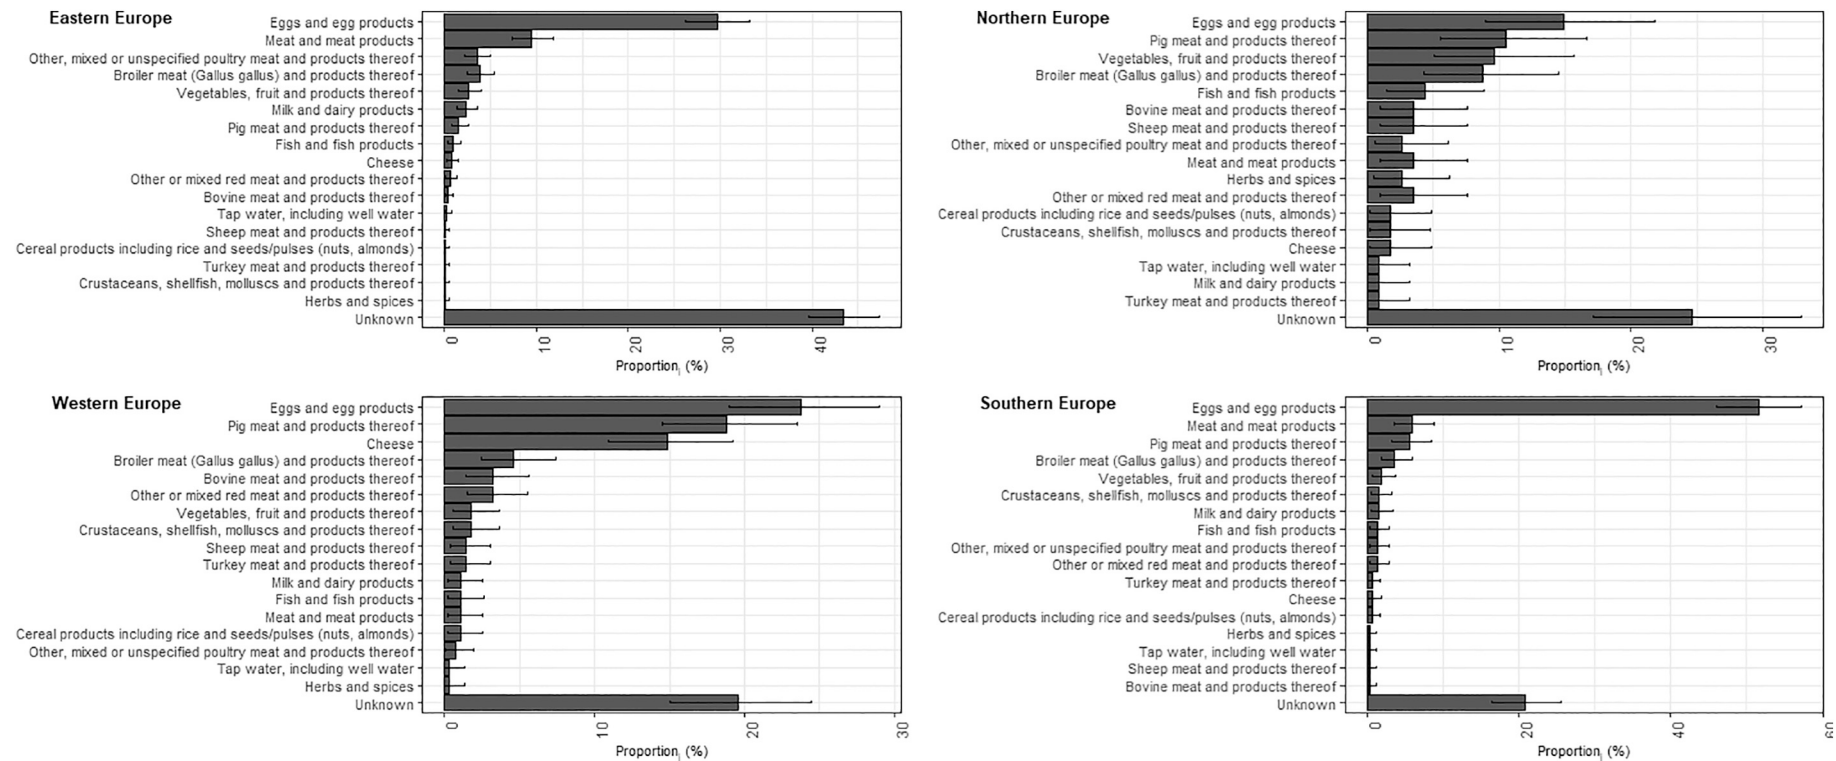 Eastern Europe
Eggs and egg products
Meat and meat products
Other, mixed or unspecified poultry meat and products thereof
Broiler meat (Gallus gallus) and products thereof
Vegetables, fruit and products thereof
Milk and dairy products
Pig meat and products thereof
Fish and fish products
Cheese
Other or mixed red meat and products thereof
Bovine meat and products thereof
Tap water, including well water
Sheep meat and products thereof
Cereal products including rice and seeds/pulses (nuts, almonds)
Turkey meat and products thereof
Crustaceans, shellfish, molluscs and products thereof
Herbs and spices
Unknown
0 10 20 30 40
Proportion (%)
Northern Europe
Eggs and egg products
Pig meat and products thereof
Vegetables, fruit and products thereof
Broiler meat (Gallus gallus) and products thereof
Fish and fish products
Bovine meat and products thereof
Sheep meat and products thereof
Other, mixed or unspecified poultry meat and products thereof
Meat and meat products
Herbs and spices
Other or mixed red meat and products thereof
Cereal products including rice and seeds/pulses (nuts, almonds)
Crustaceans, shellfish, molluscs and products thereof
Cheese
Tap water, including well water
Milk and dairy products
Turkey meat and products thereof
Unknown
0 10 20 30
Proportion (%)
Western Europe
Eggs and egg products
Pig meat and products thereof
Cheese
Broiler meat (Gallus gallus) and products thereof
Bovine meat and products thereof
Other or mixed red meat and products thereof
Vegetables, fruit and products thereof
Crustaceans, shellfish, molluscs and products thereof
Sheep meat and products thereof
Turkey meat and products thereof
Milk and dairy products
Fish and fish products
Meat and meat products
Cereal products including rice and seeds/pulses (nuts, almonds)
Other, mixed or unspecified poultry meat and products thereof
Tap water, including well water
Herbs and spices
Unknown
0 10 20 30
Proportion (%)
Southern Europe
Eggs and egg products
Meat and meat products
Pig meat and products thereof
Broiler meat (Gallus gallus) and products thereof
Vegetables, fruit and products thereof
Crustaceans, shellfish, molluscs and products thereof
Milk and dairy products
Fish and fish products
Other, mixed or unspecified poultry meat and products thereof
Other or mixed red meat and products thereof
Turkey meat and products thereof
Cheese
Cereal products including rice and seeds/pulses (nuts, almonds)
Herbs and spices
Tap water, including well water
Sheep meat and products thereof
Bovine meat and products thereof
Unknown
0 20 40 60
Proportion (%)